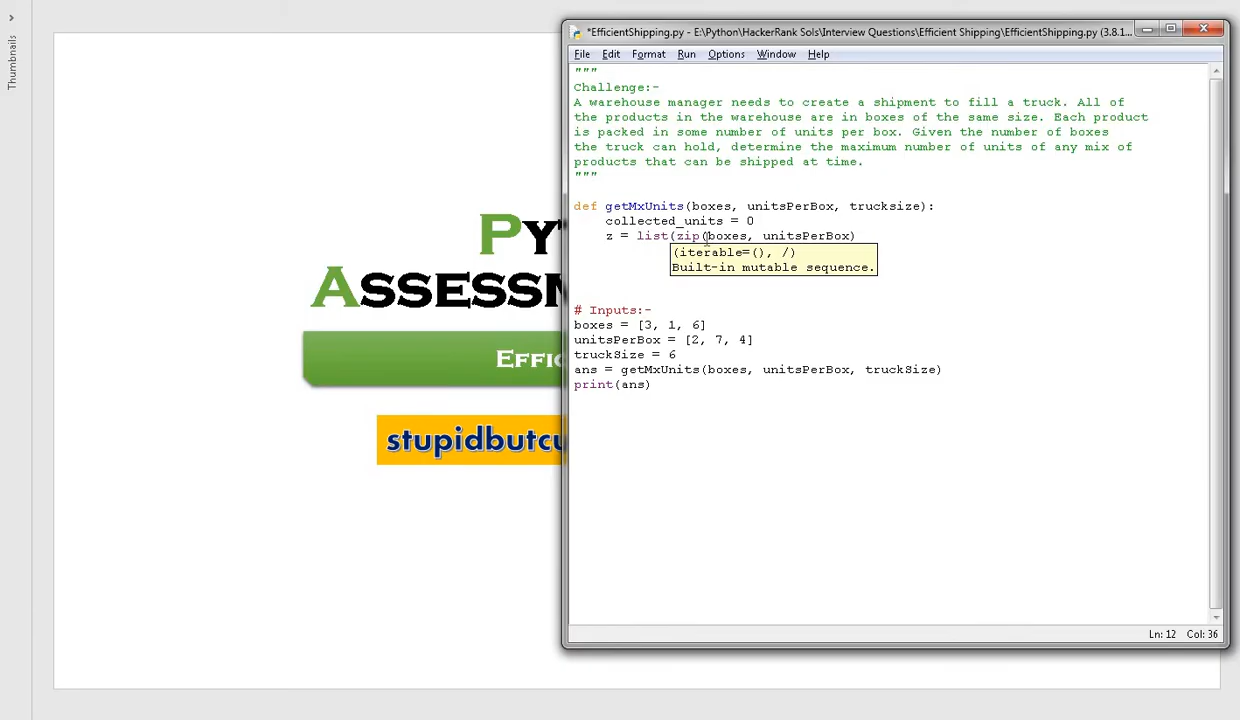 Thumbnails
PY
ASSESSM
EFFIC
stupidbutcu
*EfficientShipping.py - E:\Python\HackerRank Sols\Interview Questions\Efficient Shipping\EfficientShipping.py (3.8.1...
File Edit Format Run Options Window Help
"""
Challenge:-
A warehouse manager needs to create a shipment to fill a truck. All of
the products in the warehouse are in boxes of the same size. Each product
is packed in some number of units per box. Given the number of boxes
the truck can hold, determine the maximum number of units of any mix of
products that can be shipped at time.
"""
def getMxUnits(boxes, unitsPerBox, trucksize):
collected_units = 0
z = list(zip(boxes, unitsPerBox)
(iterable=(), /)
Built-in mutable sequence.
# Inputs:-
boxes = [3, 1, 6]
unitsPerBox = [2, 7, 4]
truckSize = 6
ans = getMxUnits(boxes, unitsPerBox, truckSize)
print(ans)
Ln: 12 Col: 36